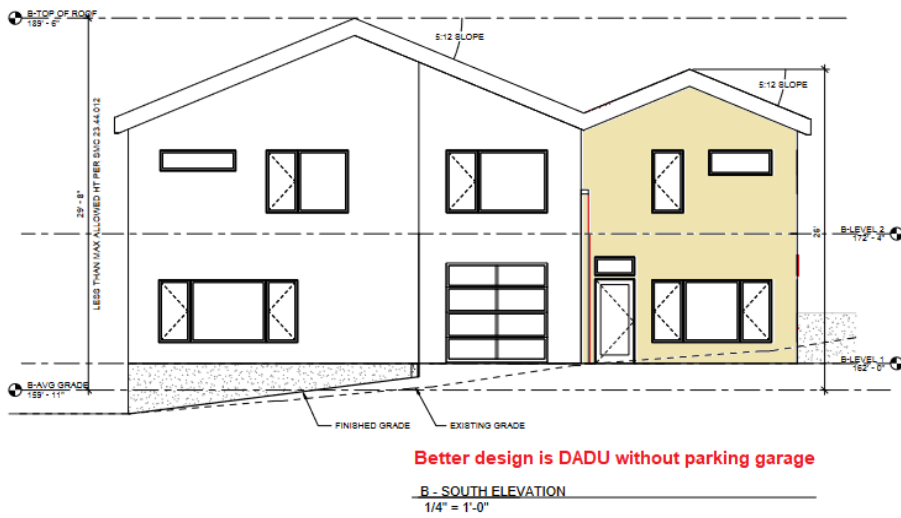 B-TOP OF ROOF
189' - 6"
5:12 SLOPE
5:12 SLOPE
29' - 8"
LESS THAN MAX ALLOWED HT PER SMC 23.44.012
26'
B-LEVEL 2
172' - 4"
B-LEVEL 1
162' - 0"
B-AVG GRADE
159' - 11"
FINISHED GRADE
EXISTING GRADE
Better design is DADU without parking garage
B - SOUTH ELEVATION
1/4" = 1'-0"